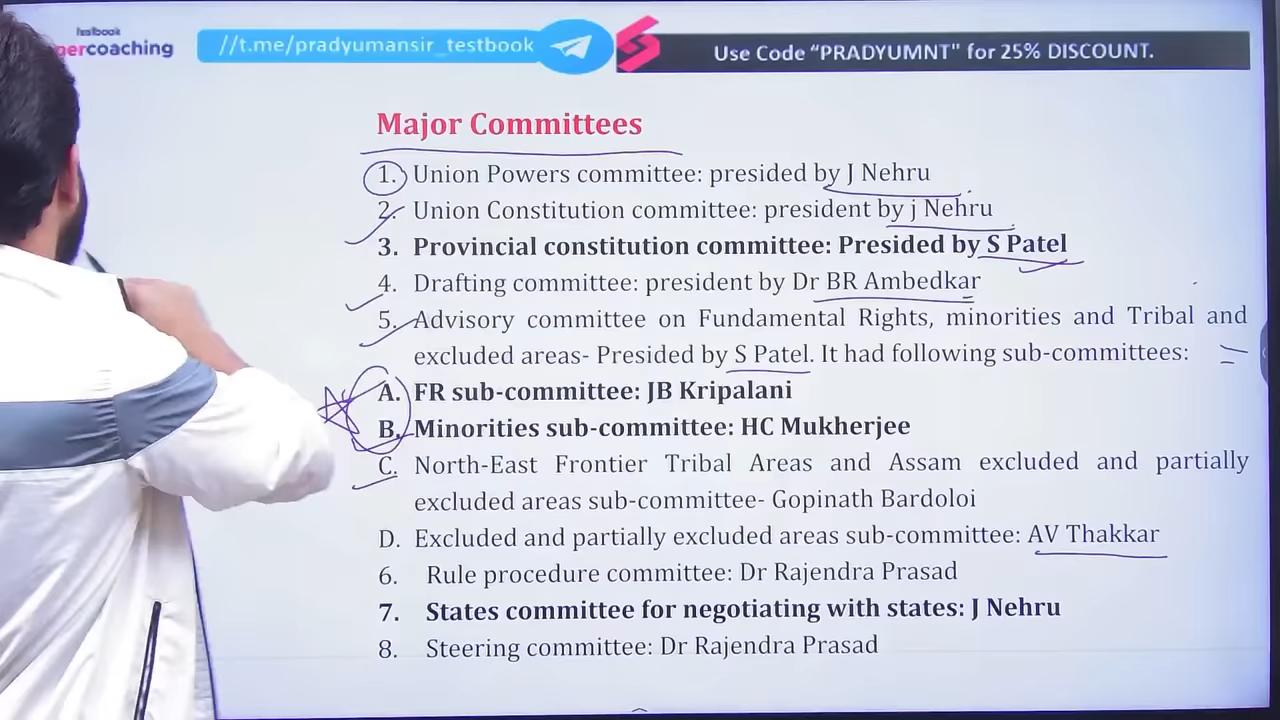 testbook
percoaching
//t.me/pradyumansir_testbook
Use Code “PRADYUMNT" for 25% DISCOUNT.
Major Committees
1. Union Powers committee: presided by J Nehru
2. Union Constitution committee: president by j Nehru
3. Provincial constitution committee: Presided by S Patel
4. Drafting committee: president by Dr BR Ambedkar
5. Advisory committee on Fundamental Rights, minorities and Tribal and
excluded areas- Presided by S Patel. It had following sub-committees:
A. FR sub-committee: JB Kripalani
B. Minorities sub-committee: HC Mukherjee
C. North-East Frontier Tribal Areas and Assam excluded and partially
excluded areas sub-committee- Gopinath Bardoloi
D. Excluded and partially excluded areas sub-committee: AV Thakkar
6. Rule procedure committee: Dr Rajendra Prasad
7. States committee for negotiating with states: J Nehru
8. Steering committee: Dr Rajendra Prasad